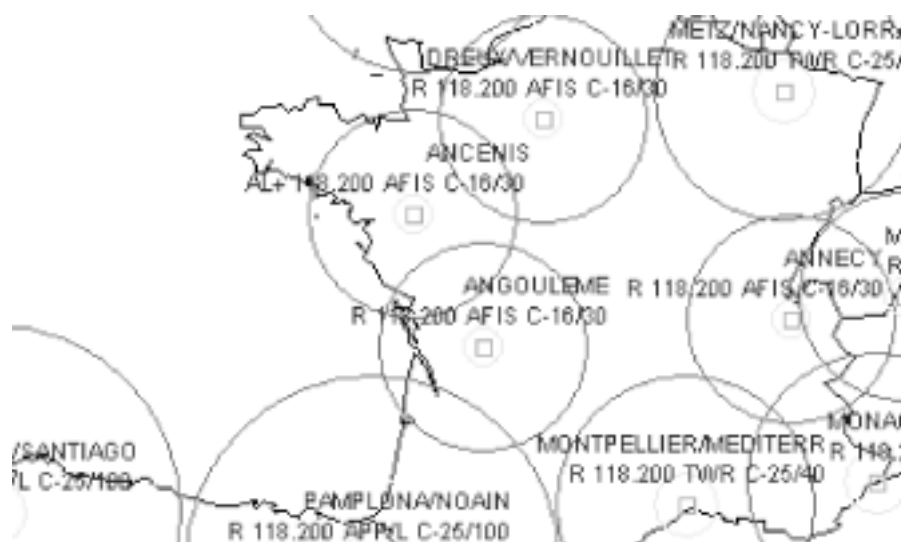 METZ/NANCY-LORR
R 118.200 TWR C-25/
DREUX/VERNOUILLET
R 118.200 AFIS C-16/30
ANCENIS
AL+ 118.200 AFIS C-16/30
M
R
ANNECY
R 118.200 AFIS C-16/30
ANGOULEME
R 118.200 AFIS C-16/30
/SANTIAGO
/L C-25/100
MONA
R 118.2
MONTPELLIER/MEDITERR
R 118.200 TWR C-25/40
PAMPLONA/NOAIN
R 118.200 APP/L C-25/100